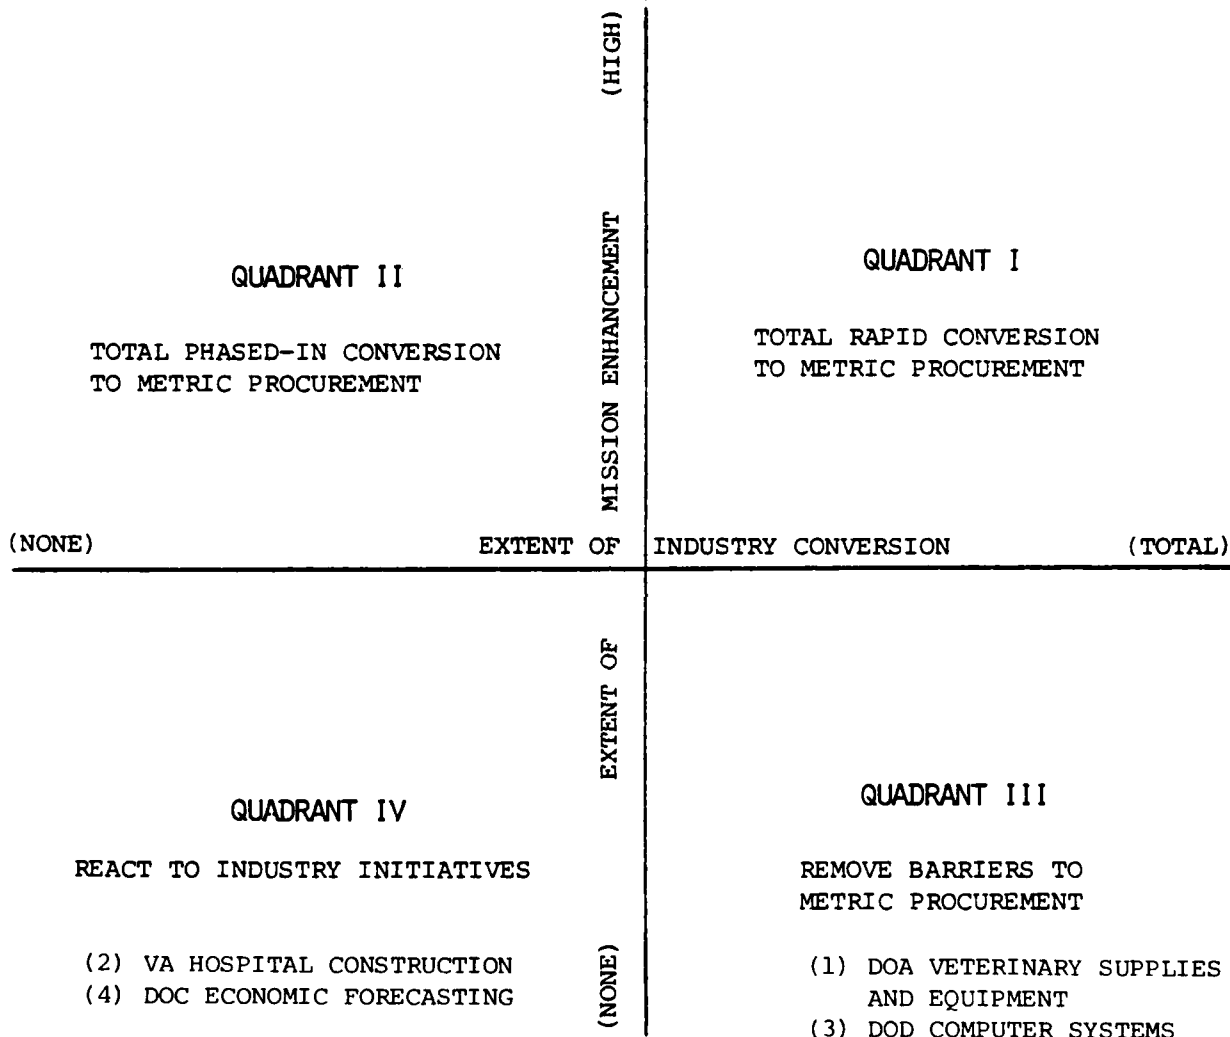 (HIGH)
MISSION ENHANCEMENT
EXTENT OF
(NONE)
QUADRANT II
TOTAL PHASED-IN CONVERSION
TO METRIC PROCUREMENT
QUADRANT I
TOTAL RAPID CONVERSION
TO METRIC PROCUREMENT
(NONE) EXTENT OF INDUSTRY CONVERSION (TOTAL)
QUADRANT IV
REACT TO INDUSTRY INITIATIVES
(2) VA HOSPITAL CONSTRUCTION
(4) DOC ECONOMIC FORECASTING
QUADRANT III
REMOVE BARRIERS TO
METRIC PROCUREMENT
(1) DOA VETERINARY SUPPLIES
AND EQUIPMENT
(3) DOD COMPUTER SYSTEMS